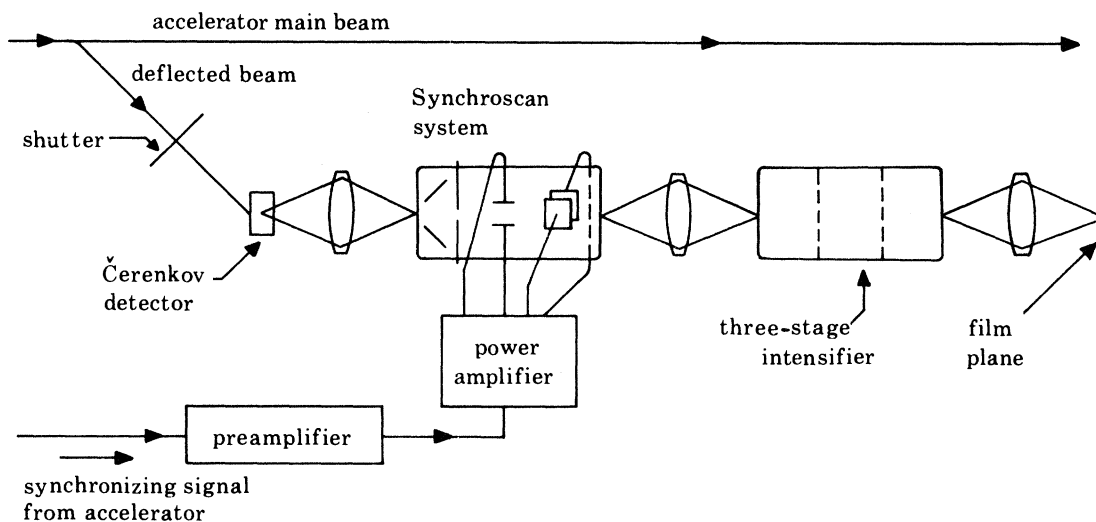 accelerator main beam
deflected beam
shutter
Synchroscan
system
Čerenkov
detector
three-stage
intensifier
film
plane
power
amplifier
preamplifier
synchronizing signal
from accelerator